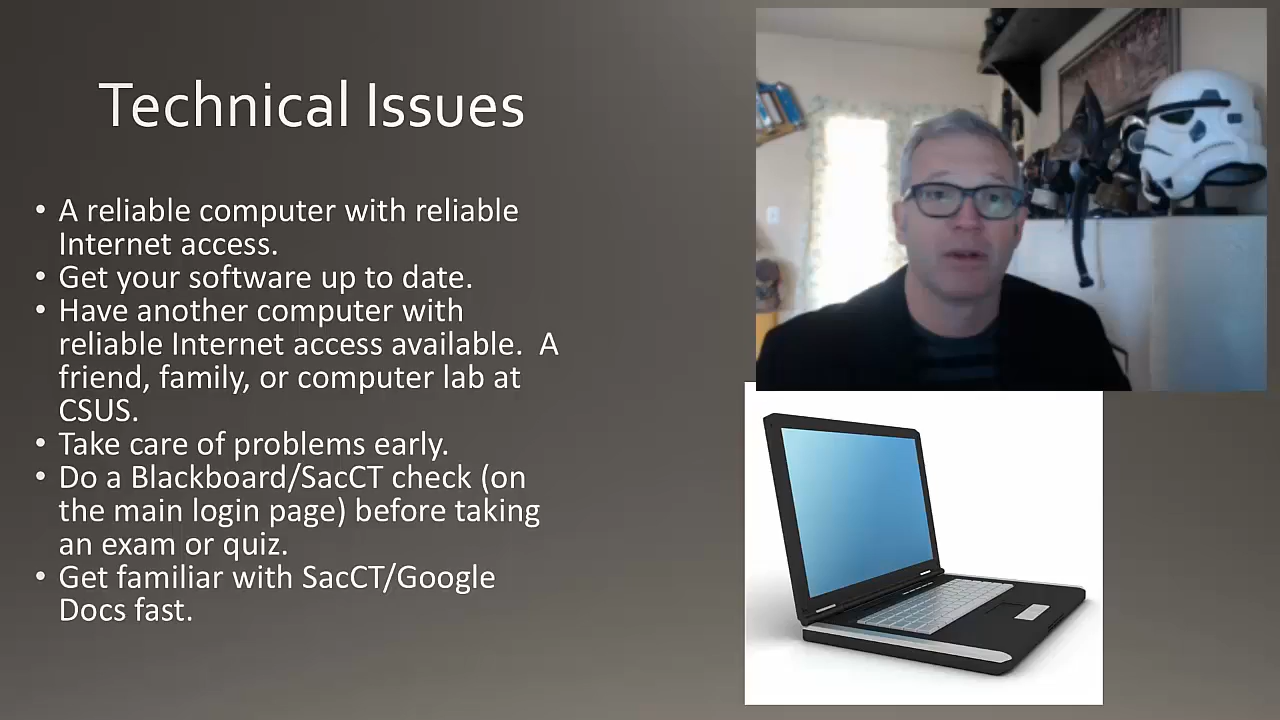 Technical Issues
• A reliable computer with reliable
Internet access.
• Get your software up to date.
• Have another computer with
reliable Internet access available.  A
friend, family, or computer lab at
CSUS.
• Take care of problems early.
• Do a Blackboard/SacCT check (on
the main login page) before taking
an exam or quiz.
• Get familiar with SacCT/Google
Docs fast.